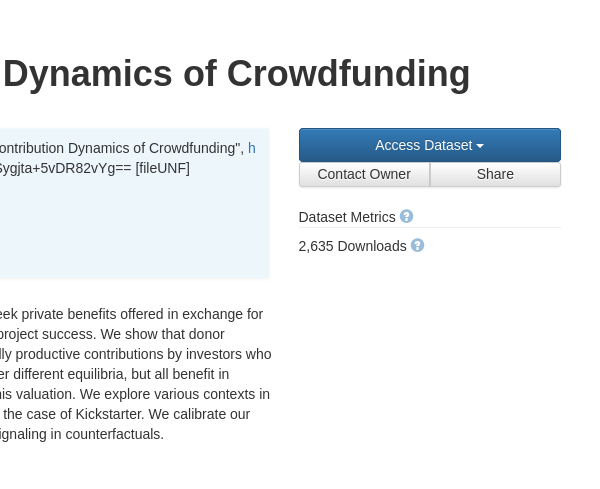 Dynamics of Crowdfunding
ontribution Dynamics of Crowdfunding", h
ygjta+5vDR82vYg== [fileUNF]
Access Dataset
Contact Owner
Share
Dataset Metrics
2,635 Downloads
eek private benefits offered in exchange for
project success. We show that donor
lly productive contributions by investors who
er different equilibria, but all benefit in
his valuation. We explore various contexts in
the case of Kickstarter. We calibrate our
ignaling in counterfactuals.